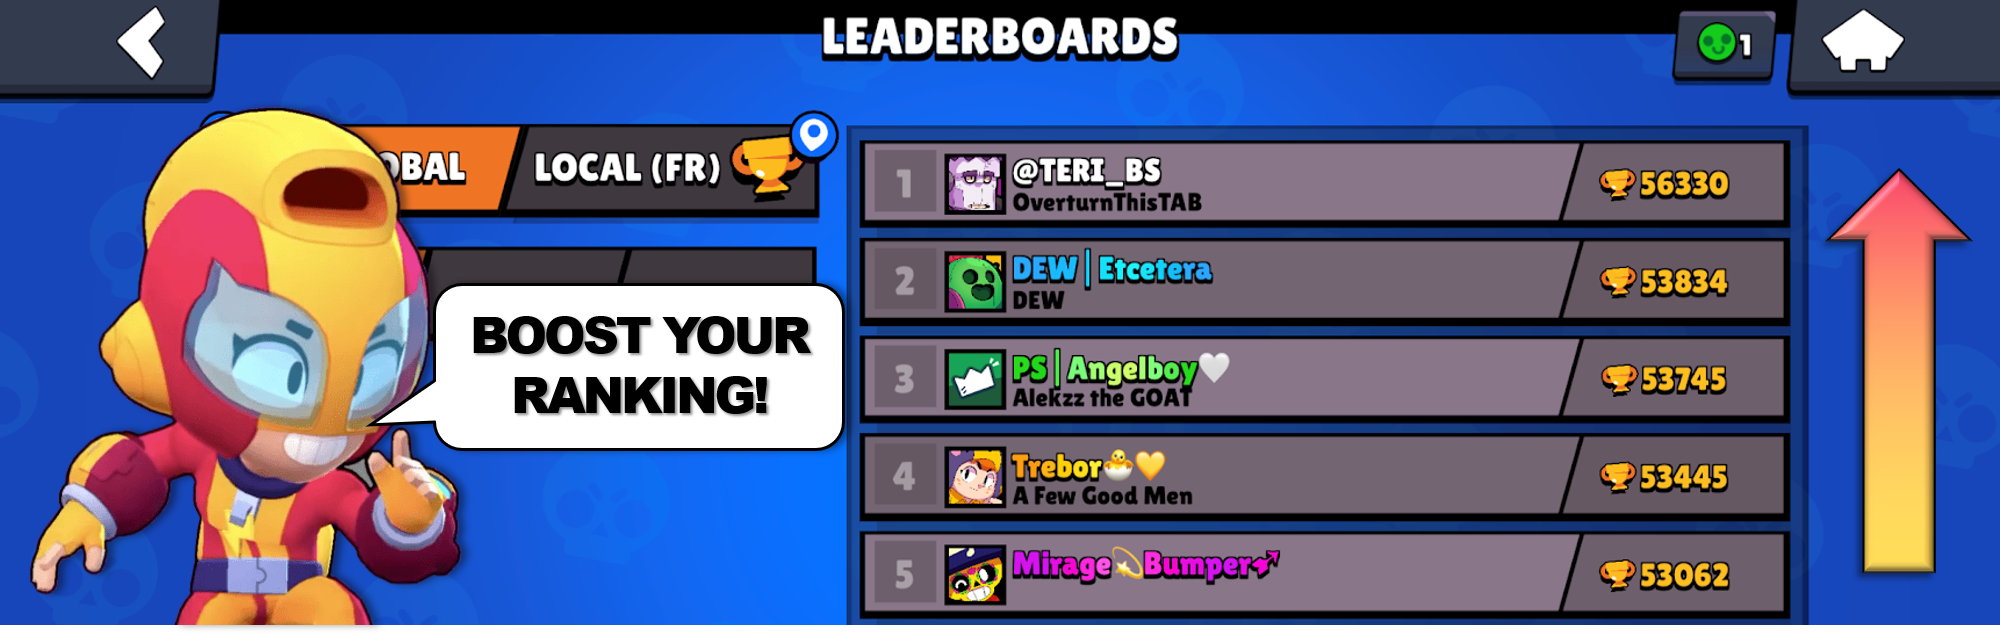 LEADERBOARDS
1
OBAL
LOCAL (FR)
BOOST YOUR
RANKING!
1
@TERI_BS
OverturnThisTAB
56330
2
DEW | Etcetera
DEW
53834
3
PS | Angelboy🤍
Alekzz the GOAT
53745
4
Trebor🐣💛
A Few Good Men
53445
5
Mirage💫Bumper💘
53062